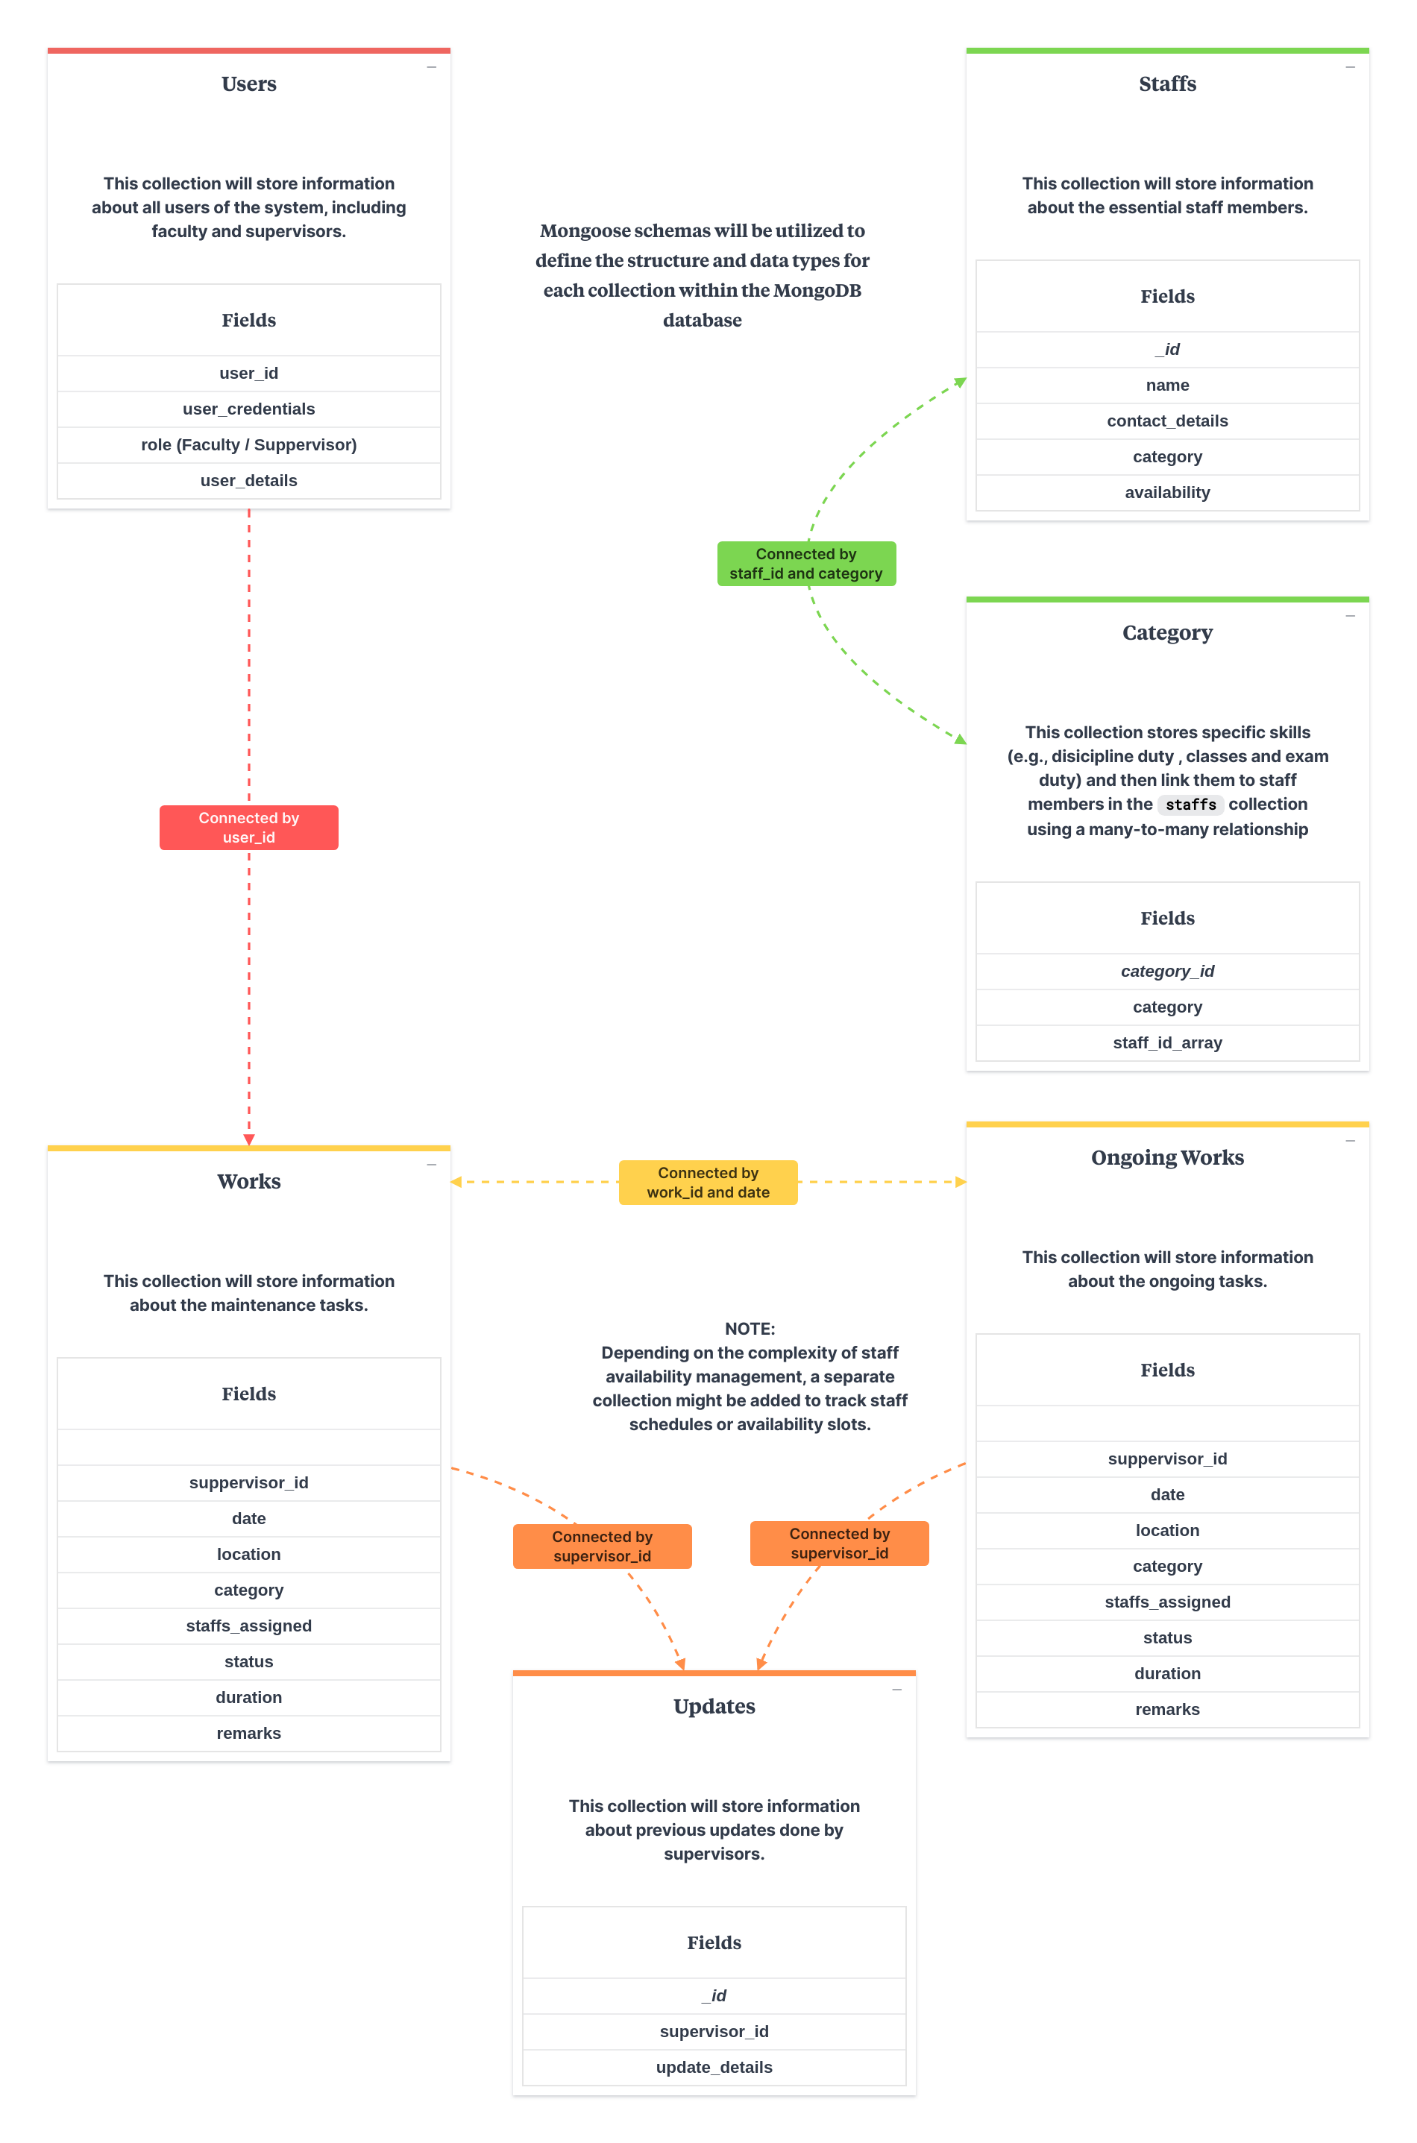 Users
This collection will store information
about all users of the system, including
faculty and supervisors.
Fields
user_id
user_credentials
role (Faculty / Suppervisor)
user_details
Mongoose schemas will be utilized to
define the structure and data types for
each collection within the MongoDB
database
Staffs
This collection will store information
about the essential staff members.
Fields
_id
name
contact_details
category
availability
Connected by
staff_id and category
Category
This collection stores specific skills
(e.g., disicipline duty , classes and exam
duty) and then link them to staff
members in the staffs collection
using a many-to-many relationship
Fields
category_id
category
staff_id_array
Connected by
user_id
Works
This collection will store information
about the maintenance tasks.
Fields
suppervisor_id
date
location
category
staffs_assigned
status
duration
remarks
Connected by
work_id and date
NOTE:
Depending on the complexity of staff
availability management, a separate
collection might be added to track staff
schedules or availability slots.
Ongoing Works
This collection will store information
about the ongoing tasks.
Fields
suppervisor_id
date
location
category
staffs_assigned
status
duration
remarks
Connected by
supervisor_id
Connected by
supervisor_id
Updates
This collection will store information
about previous updates done by
supervisors.
Fields
_id
supervisor_id
update_details